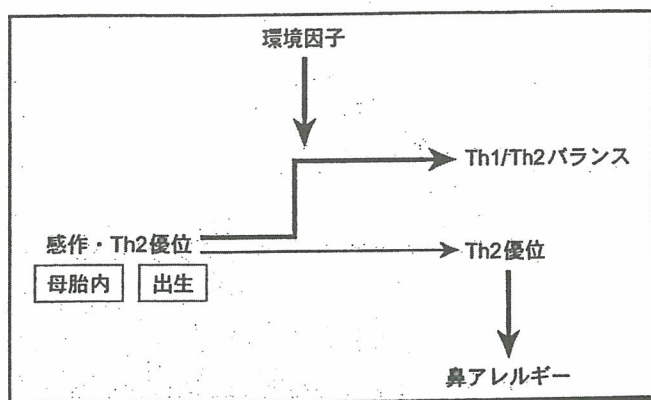 環境因子
Th1/Th2バランス
感作・Th2優位
Th2優位
母胎内 出生
鼻アレルギー